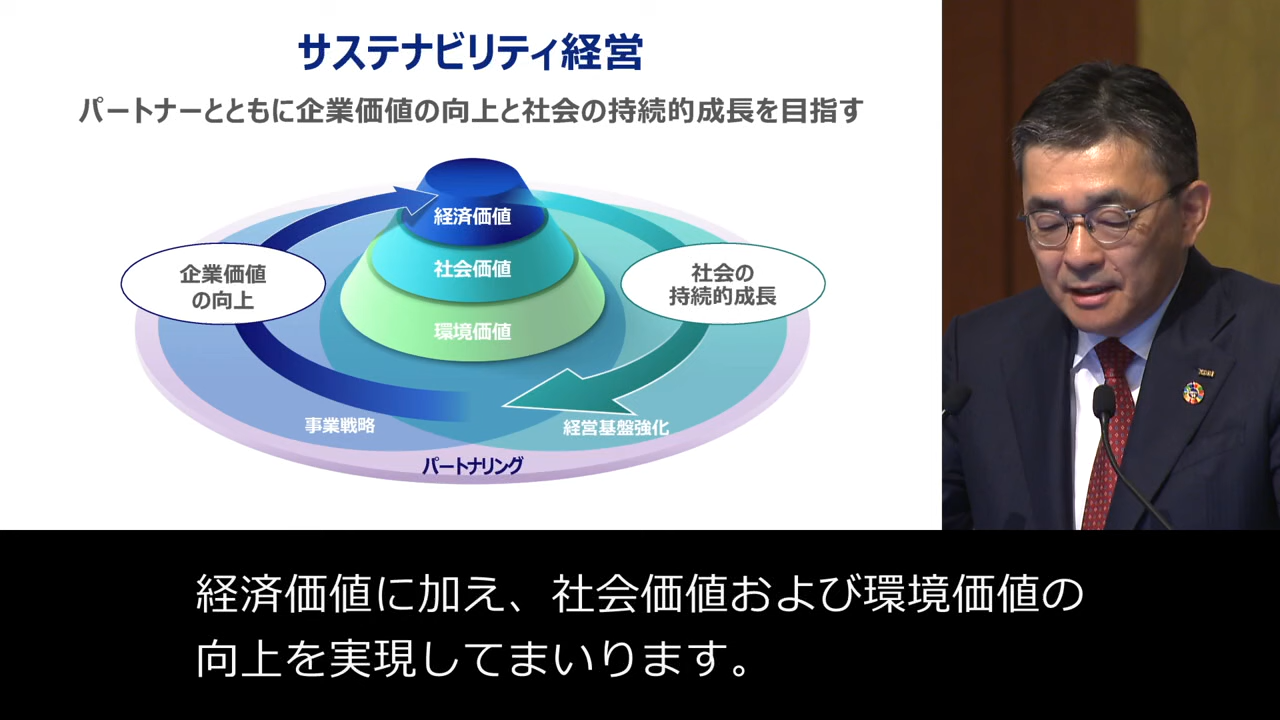 サステナビリティ経営
パートナーとともに企業価値の向上と社会の持続的成長を目指す
経済価値
社会価値
環境価値
企業価値
の向上
社会の
持続的成長
事業戦略
経営基盤強化
パートナリング
経済価値に加え、社会価値および環境価値の
向上を実現してまいります。